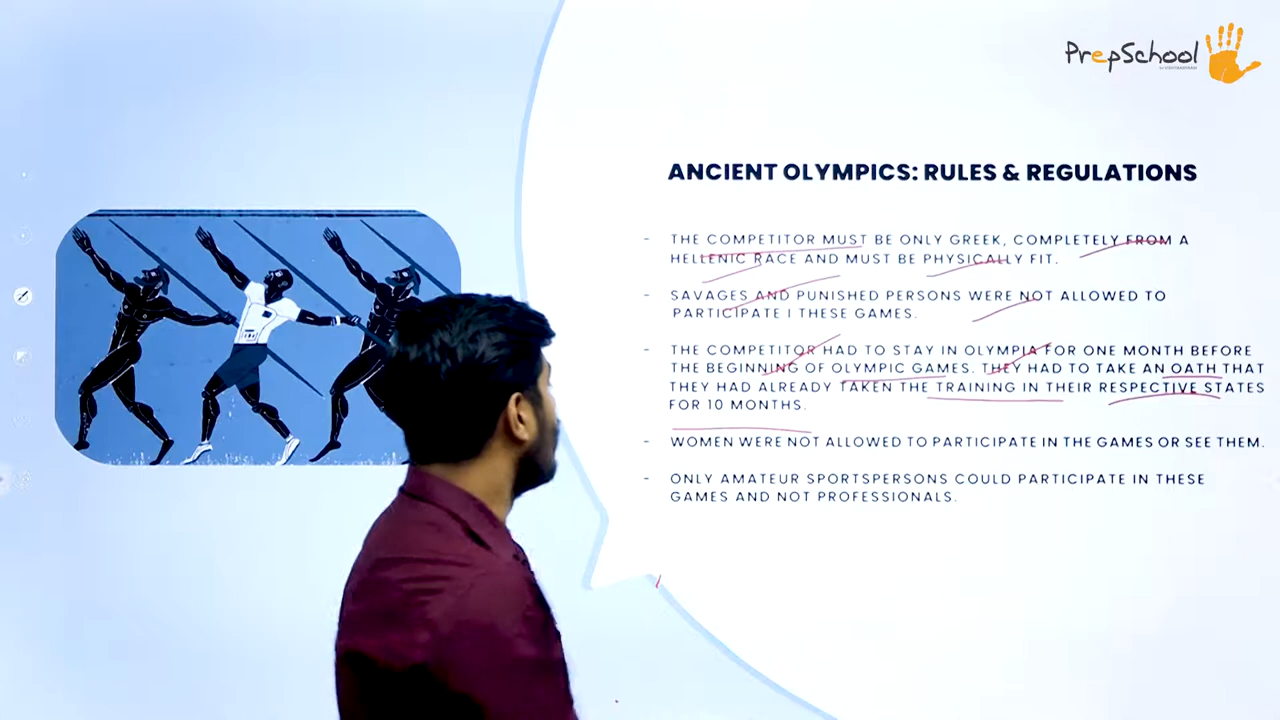 PrepSchool
ANCIENT OLYMPICS: RULES & REGULATIONS
- THE COMPETITOR MUST BE ONLY GREEK, COMPLETELY FROM A
HELLENIC RACE AND MUST BE PHYSICALLY FIT.
- SAVAGES AND PUNISHED PERSONS WERE NOT ALLOWED TO
PARTICIPATE I THESE GAMES.
- THE COMPETITOR HAD TO STAY IN OLYMPIA FOR ONE MONTH BEFORE
THE BEGINNING OF OLYMPIC GAMES. THEY HAD TO TAKE AN OATH THAT
THEY HAD ALREADY TAKEN THE TRAINING IN THEIR RESPECTIVE STATES
FOR 10 MONTHS.
- WOMEN WERE NOT ALLOWED TO PARTICIPATE IN THE GAMES OR SEE THEM.
- ONLY AMATEUR SPORTSPERSONS COULD PARTICIPATE IN THESE
GAMES AND NOT PROFESSIONALS.